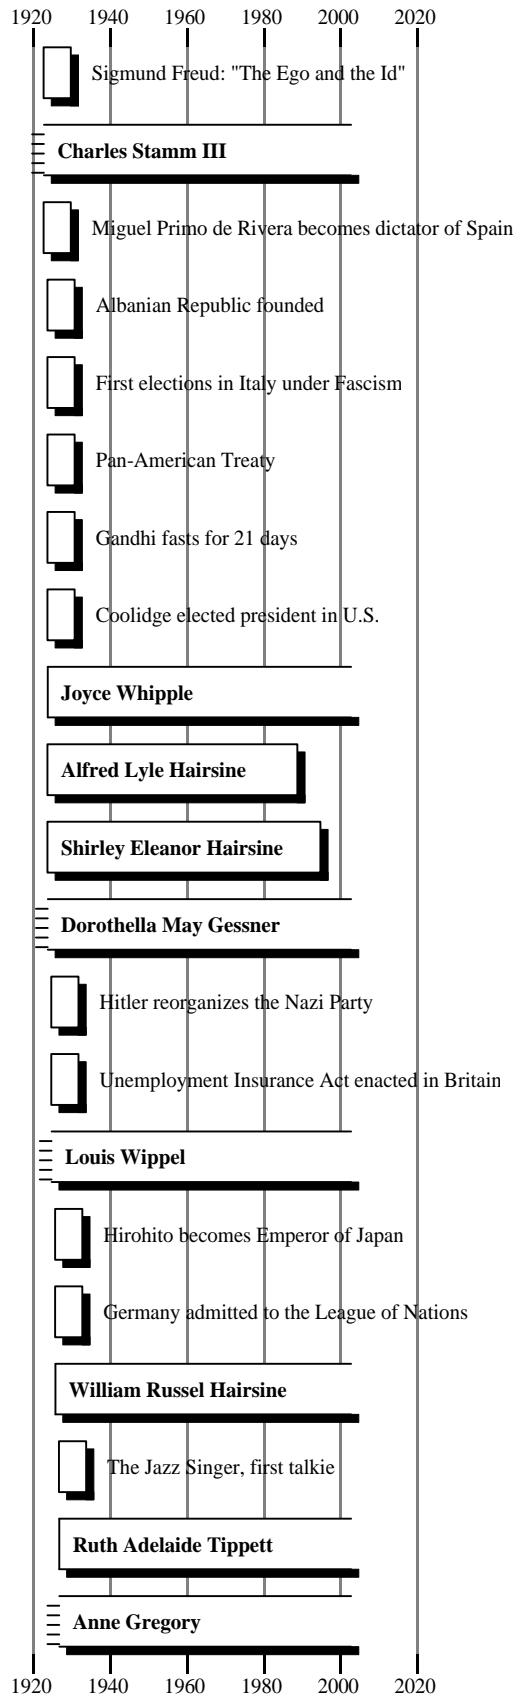 1920 1940 1960 1980 2000 2020
Sigmund Freud: "The Ego and the Id"
Charles Stamm III
Miguel Primo de Rivera becomes dictator of Spain
Albanian Republic founded
First elections in Italy under Fascism
Pan-American Treaty
Gandhi fasts for 21 days
Coolidge elected president in U.S.
Joyce Whipple
Alfred Lyle Hairsine
Shirley Eleanor Hairsine
Dorothella May Gessner
Hitler reorganizes the Nazi Party
Unemployment Insurance Act enacted in Britain
Louis Wippel
Hirohito becomes Emperor of Japan
Germany admitted to the League of Nations
William Russel Hairsine
The Jazz Singer, first talkie
Ruth Adelaide Tippett
Anne Gregory
1920 1940 1960 1980 2000 2020